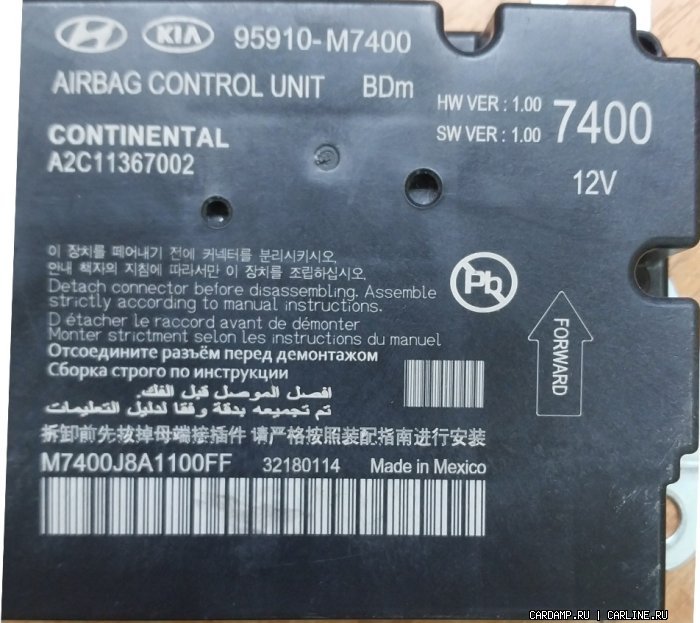 KIA 95910-M7400
AIRBAG CONTROL UNIT BDm
HW VER : 1.00 7400
SW VER : 1.00
CONTINENTAL
A2C11367002
12V
이 장치를 떼어내기 전에 커넥터를 분리시키시오.
안내 책자의 지침에 따라서만 이 장치를 조립하십시오.
Detach connector before disassembling. Assemble
strictly according to manual instructions.
Pb
D étacher le raccord avant de démonter
Monter strictment selon les instructions du manuel
FORWARD
Отсоедините разъём перед демонтажом
Сборка строго по инструкции
افصل الموصل قبل الفك.
تم تجميعه بدقة وفقا لدليل التعليمات
拆卸前先拔掉母端接插件 请严格按照装配指南进行安装
M7400J8A1100FF 32180114 Made in Mexico
CARDAMP.RU | CARLINE.RU